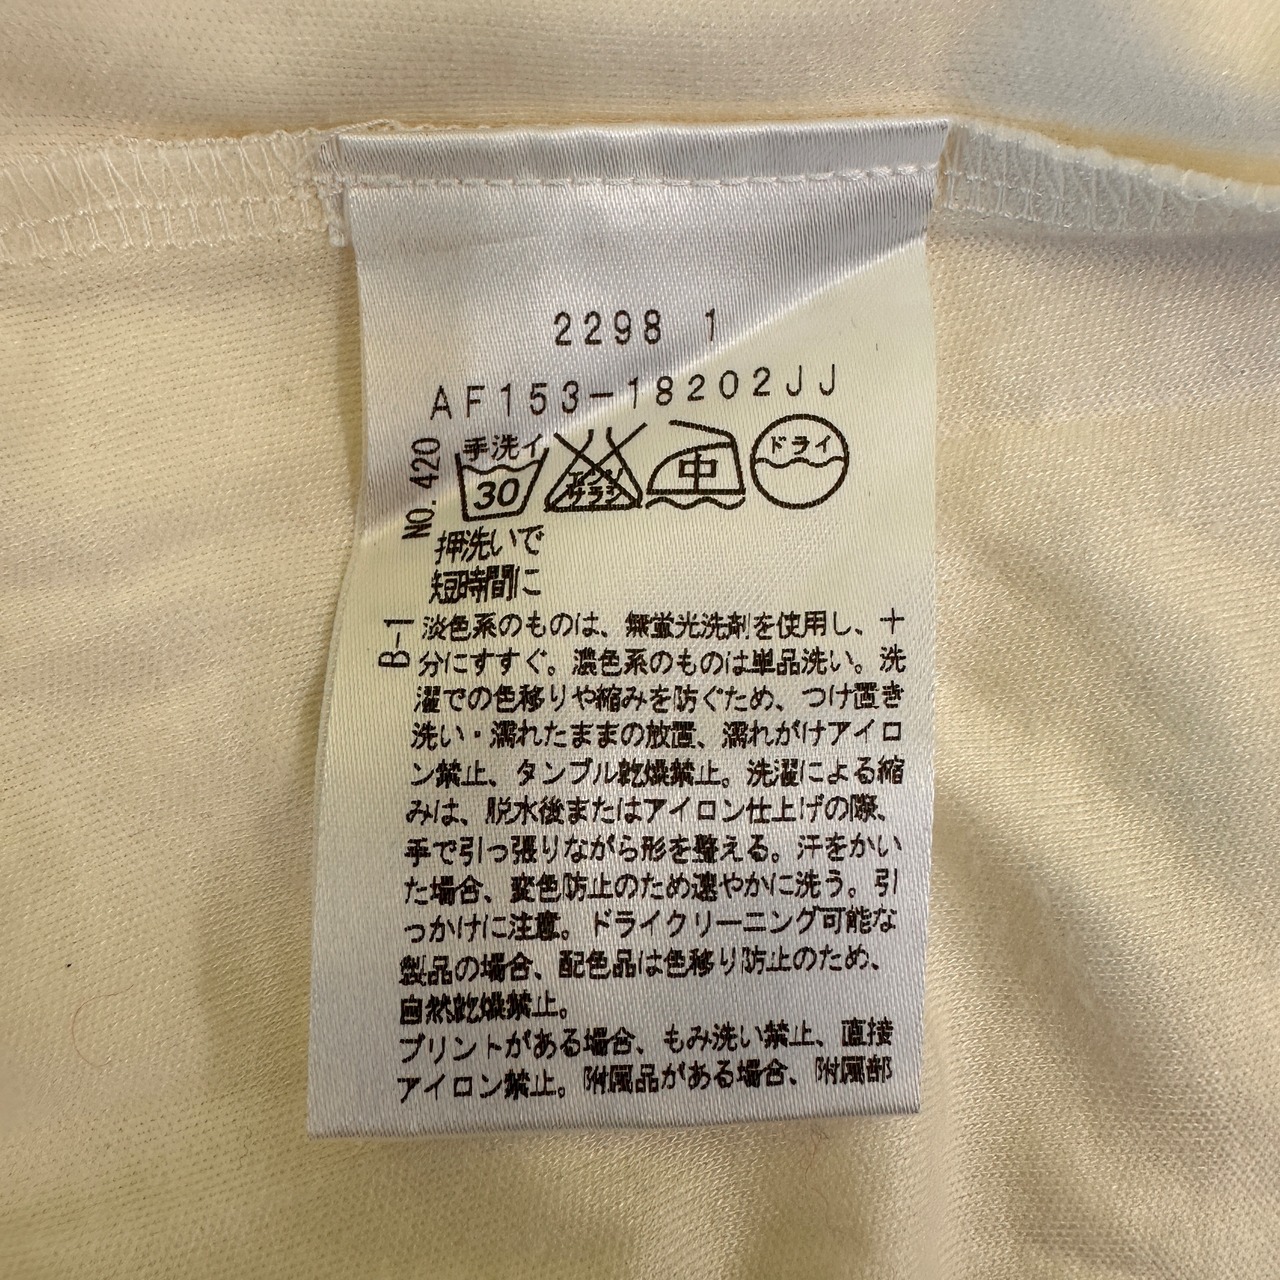 2298 1
AF153-18202JJ
NO. 420
手洗イ
30
エンソ
サラシ
中
ドライ
押洗いで
短時間に
B-1
淡色系のものは、無蛍光洗剤を使用し、十
分にすすぐ。濃色系のものは単品洗い。洗
濯での色移りや縮みを防ぐため、つけ置き
洗い・濡れたままの放置、濡れがけアイロ
ン禁止、タンブル乾燥禁止。洗濯による縮
みは、脱水後またはアイロン仕上げの際、
手で引っ張りながら形を整える。汗をかい
た場合、変色防止のため速やかに洗う。引
っかけに注意。ドライクリーニング可能な
製品の場合、配色品は色移り防止のため、
自然乾燥禁止。
プリントがある場合、もみ洗い禁止、直接
アイロン禁止。附属品がある場合、附属部